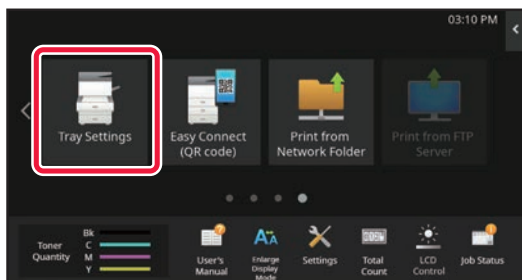 03:10 PM
Tray Settings
Easy Connect
(QR code)
Print from
Network Folder
Print from FTP
Server
Toner
Quantity
Bk
C
M
Y
User's
Manual
Enlarge
Display
Mode
Settings
Total
Count
LCD
Control
Job Status